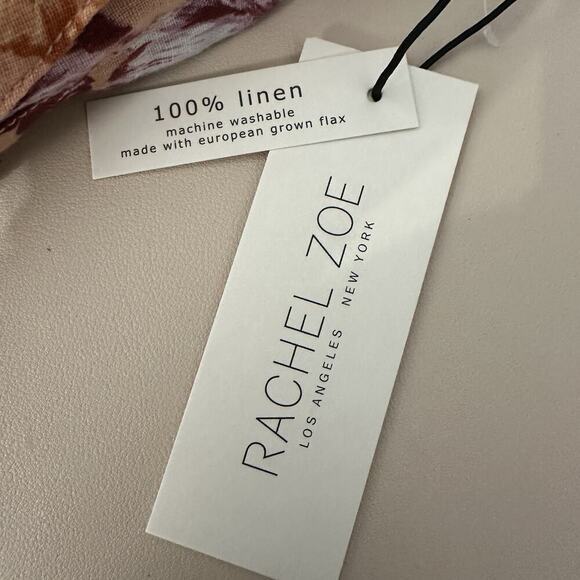 100% linen
machine washable
made with european grown flax
RACHEL ZOE
LOS ANGELES NEW YORK